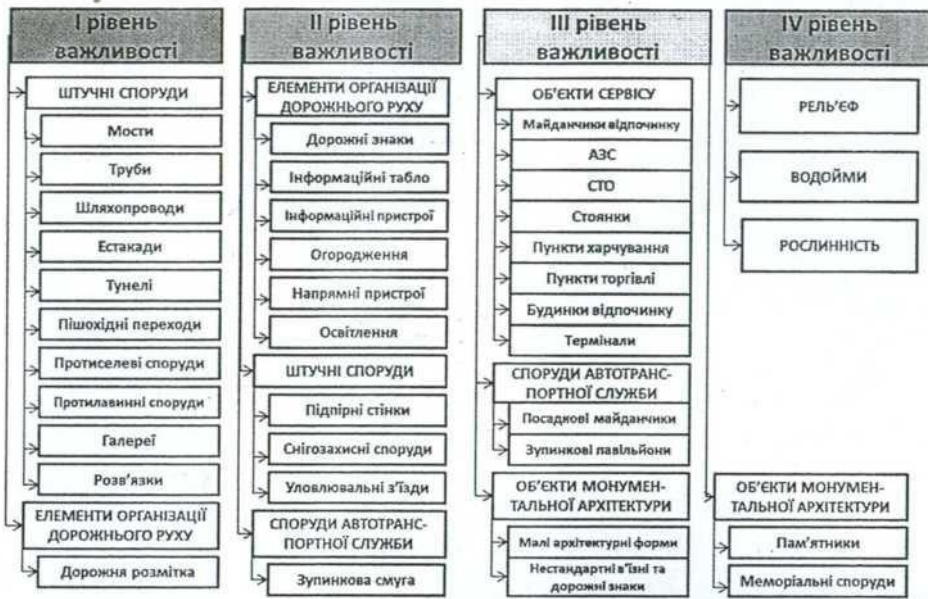 І рівень
важливості
ШТУЧНІ СПОРУДИ
Мости
Труби
Шляхопроводи
Естакади
Тунелі
Пішохідні переходи
Протиселеві споруди
Протилавинні споруди
Галереї
Розв'язки
ЕЛЕМЕНТИ ОРГАНІЗАЦІЇ
ДОРОЖНЬОГО РУХУ
Дорожня розмітка
ІІ рівень
важливості
ЕЛЕМЕНТИ ОРГАНІЗАЦІЇ
ДОРОЖНЬОГО РУХУ
Дорожні знаки
Інформаційні табло
Інформаційні пристрої
Огородження
Напрямні пристрої
Освітлення
ШТУЧНІ СПОРУДИ
Підпірні стінки
Снігозахисні споруди
Уловлювальні з'їзди
СПОРУДИ АВТОТРАНС-
ПОРТНОЇ СЛУЖБИ
Зупинкова смуга
ІІІ рівень
важливості
ОБ'ЄКТИ СЕРВІСУ
Майданчики відпочинку
АЗС
СТО
Стоянки
Пункти харчування
Пункти торгівлі
Будинки відпочинку
Термінали
СПОРУДИ АВТОТРАНС-
ПОРТНОЇ СЛУЖБИ
Посадкові майданчики
Зупинкові павільйони
ОБ'ЄКТИ МОНУМЕН-
ТАЛЬНОЇ АРХІТЕКТУРИ
Малі архітектурні форми
Нестандартні в'їзні та
дорожні знаки
IV рівень
важливості
РЕЛЬ'ЄФ
ВОДОЙМИ
РОСЛИННІСТЬ
ОБ'ЄКТИ МОНУМЕН-
ТАЛЬНОЇ АРХІТЕКТУРИ
Пам'ятники
Меморіальні споруди